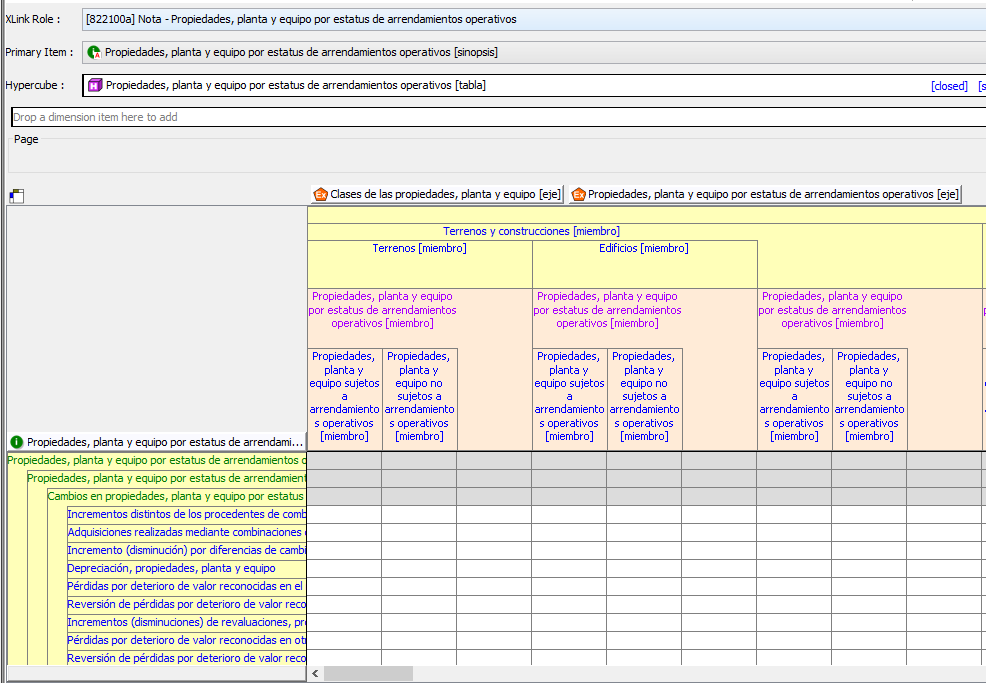 XLink Role : [822100a] Nota - Propiedades, planta y equipo por estatus de arrendamientos operativos
Primary Item : Propiedades, planta y equipo por estatus de arrendamientos operativos [sinopsis]
Hypercube : H Propiedades, planta y equipo por estatus de arrendamientos operativos [tabla] [closed] [s
Drop a dimension item here to add
Page
Ex Clases de las propiedades, planta y equipo [eje] Ex Propiedades, planta y equipo por estatus de arrendamientos operativos [eje]
Terrenos y construcciones [miembro]
Terrenos [miembro] Edificios [miembro]
Propiedades, planta y equipo Propiedades, planta y equipo Propiedades, planta y equipo
por estatus de arrendamientos por estatus de arrendamientos por estatus de arrendamientos
operativos [miembro] operativos [miembro] operativos [miembro]
Propiedades, Propiedades, Propiedades, Propiedades, Propiedades, Propiedades,
planta y planta y planta y planta y planta y planta y
equipo sujetos equipo no equipo sujetos equipo no equipo sujetos equipo no
a sujetos a a sujetos a a sujetos a
arrendamiento arrendamiento arrendamiento arrendamiento arrendamiento arrendamiento
s operativos s operativos s operativos s operativos s operativos s operativos
[miembro] [miembro] [miembro] [miembro] [miembro] [miembro]
Propiedades, planta y equipo por estatus de arrendami...
Propiedades, planta y equipo por estatus de arrendamientos o
Propiedades, planta y equipo por estatus de arrendamient
Cambios en propiedades, planta y equipo por estatus
Incrementos distintos de los procedentes de comb
Adquisiciones realizadas mediante combinaciones
Incremento (disminución) por diferencias de cambi
Depreciación, propiedades, planta y equipo
Pérdidas por deterioro de valor reconocidas en el
Reversión de pérdidas por deterioro de valor reco
Incrementos (disminuciones) de revaluaciones, pr
Pérdidas por deterioro de valor reconocidas en otr
Reversión de pérdidas por deterioro de valor reco